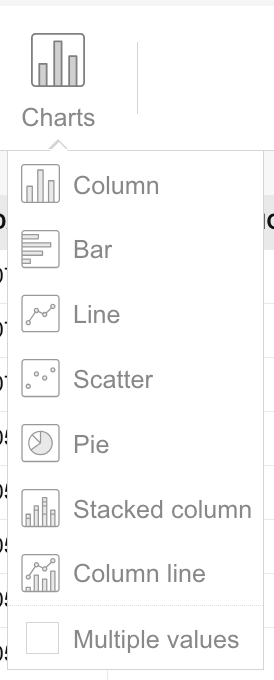 Charts
Column
Bar
Line
Scatter
Pie
Stacked column
Column line
Multiple values